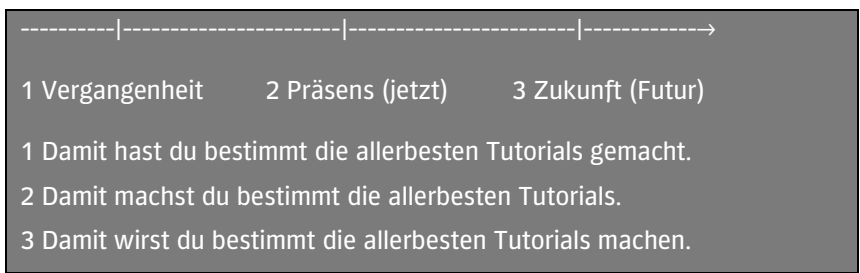 ----------|-----------------------|------------------------|------------→
1 Vergangenheit 2 Präsens (jetzt) 3 Zukunft (Futur)
1 Damit hast du bestimmt die allerbesten Tutorials gemacht.
2 Damit machst du bestimmt die allerbesten Tutorials.
3 Damit wirst du bestimmt die allerbesten Tutorials machen.